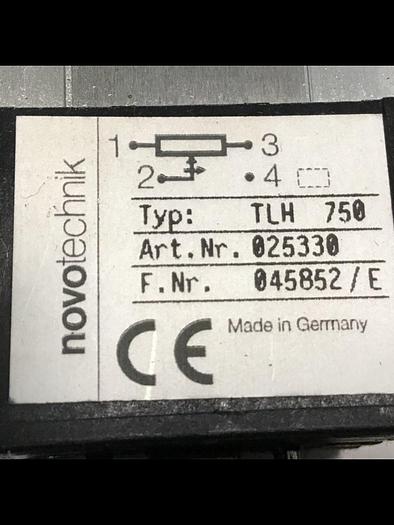 novotechnik
1 3
2 4
Typ: TLH 750
Art.Nr. 025330
F.Nr. 045852/E
CE Made in Germany